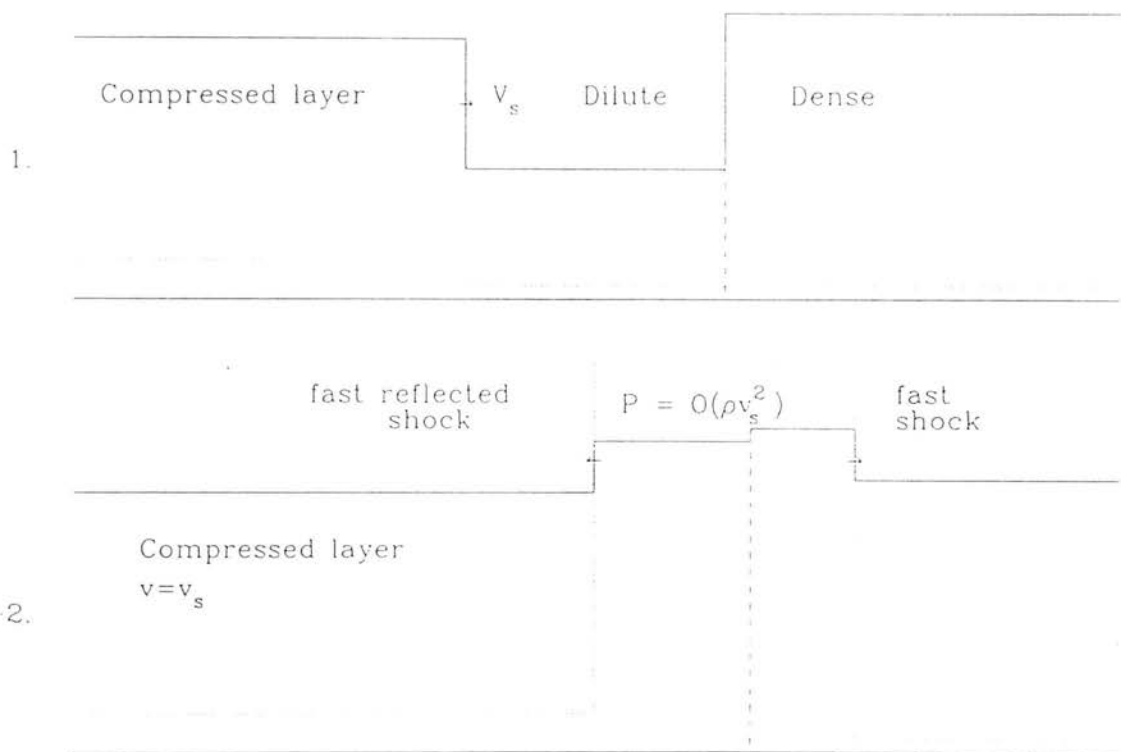 Compressed layer
V_s
Dilute
Dense
1.
fast reflected
shock
P = O(ρv_s^2)
fast
shock
Compressed layer
v=v_s
2.